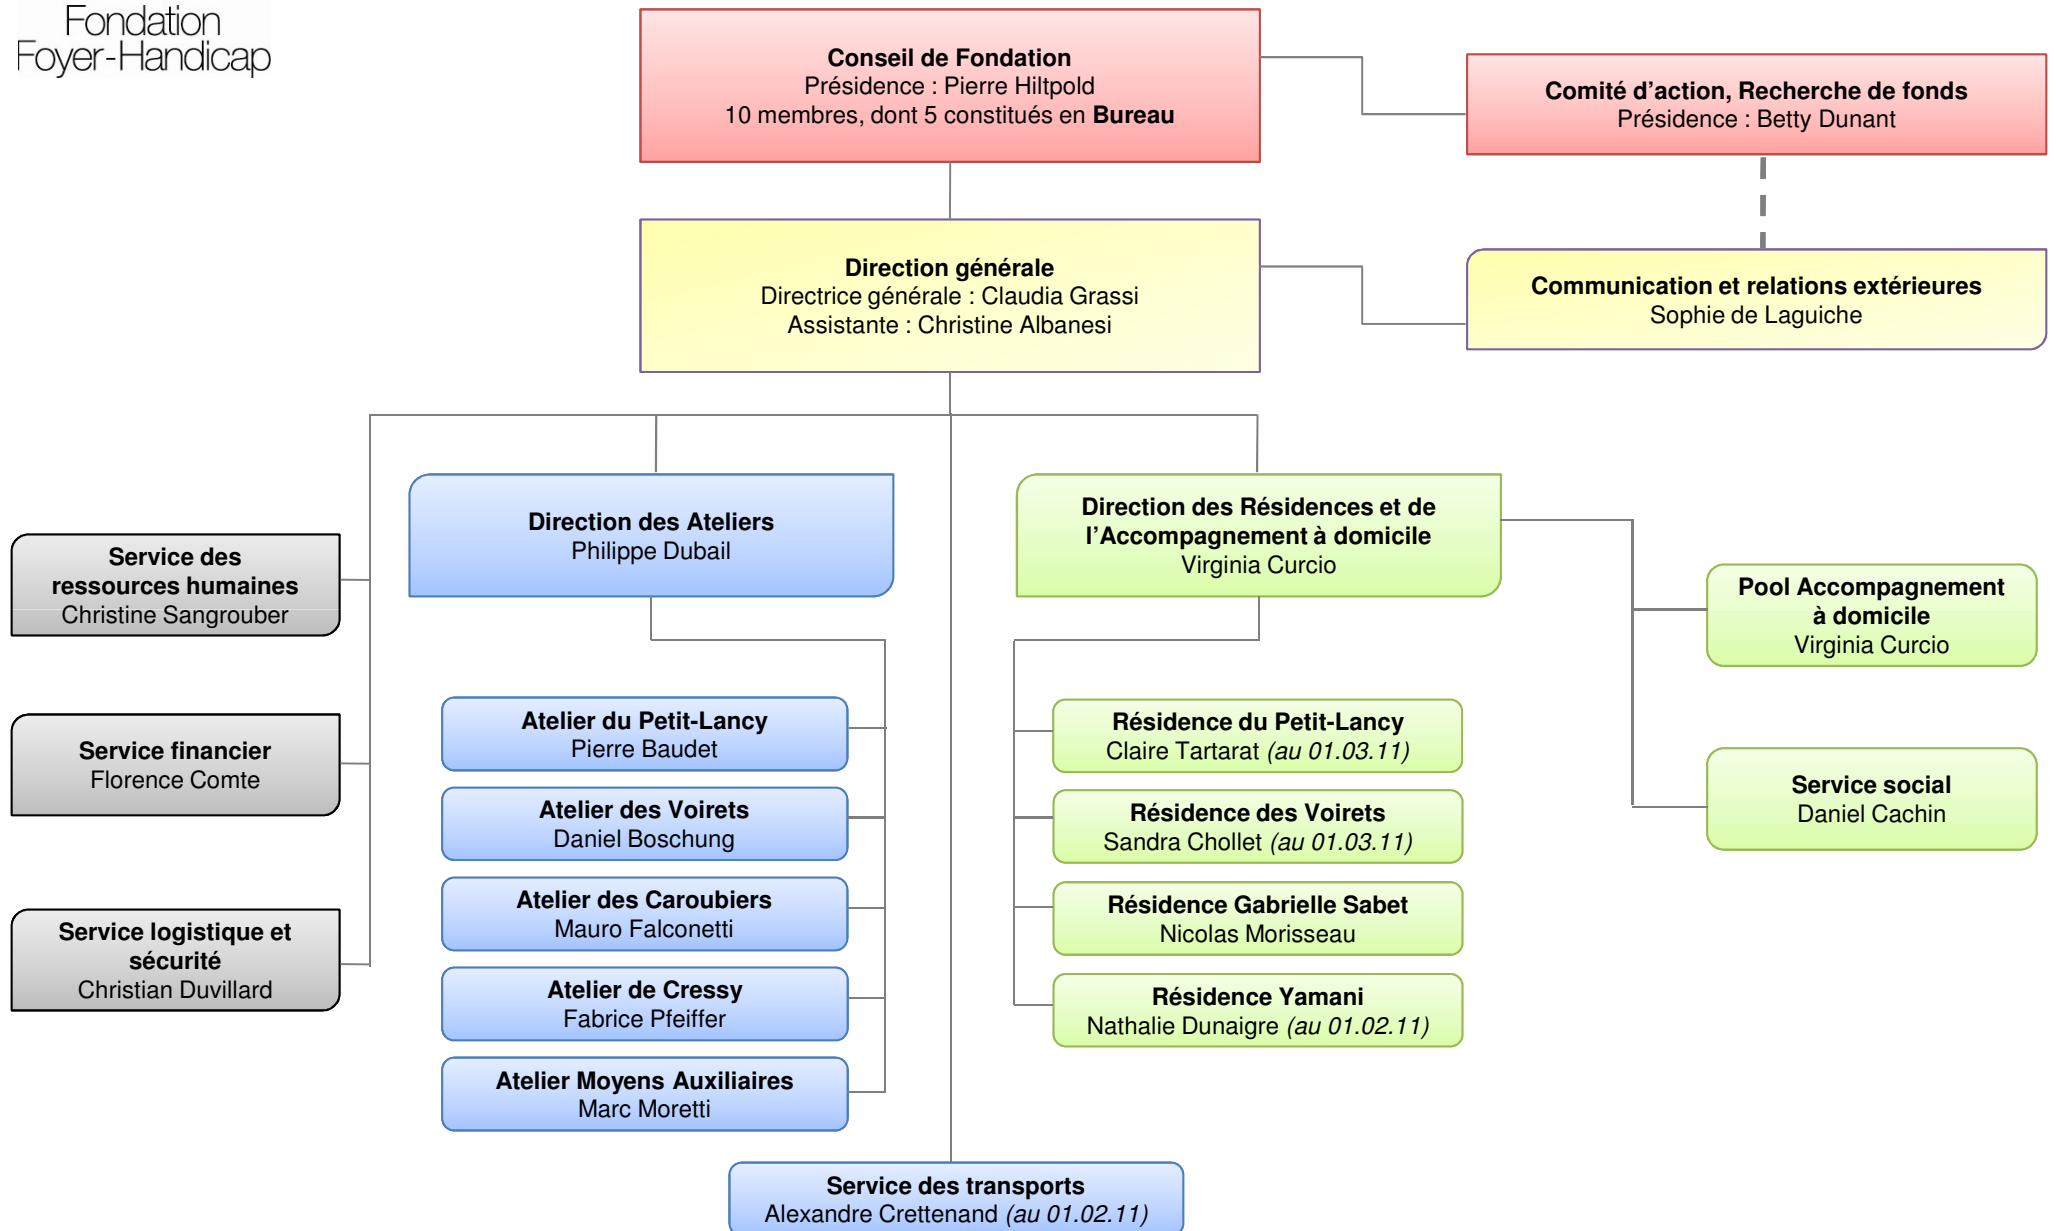 Fondation
Foyer-Handicap
Conseil de Fondation
Présidence : Pierre Hiltpold
10 membres, dont 5 constitués en Bureau
Comité d’action, Recherche de fonds
Présidence : Betty Dunant
Direction générale
Directrice générale : Claudia Grassi
Assistante : Christine Albanesi
Communication et relations extérieures
Sophie de Laguiche
Service des
ressources humaines
Christine Sangrouber
Service financier
Florence Comte
Service logistique et
sécurité
Christian Duvillard
Direction des Ateliers
Philippe Dubail
Atelier du Petit-Lancy
Pierre Baudet
Atelier des Voirets
Daniel Boschung
Atelier des Caroubiers
Mauro Falconetti
Atelier de Cressy
Fabrice Pfeiffer
Atelier Moyens Auxiliaires
Marc Moretti
Direction des Résidences et de
l’Accompagnement à domicile
Virginia Curcio
Résidence du Petit-Lancy
Claire Tartarat (au 01.03.11)
Résidence des Voirets
Sandra Chollet (au 01.03.11)
Résidence Gabrielle Sabet
Nicolas Morisseau
Résidence Yamani
Nathalie Dunaigre (au 01.02.11)
Pool Accompagnement
à domicile
Virginia Curcio
Service social
Daniel Cachin
Service des transports
Alexandre Crettenand (au 01.02.11)